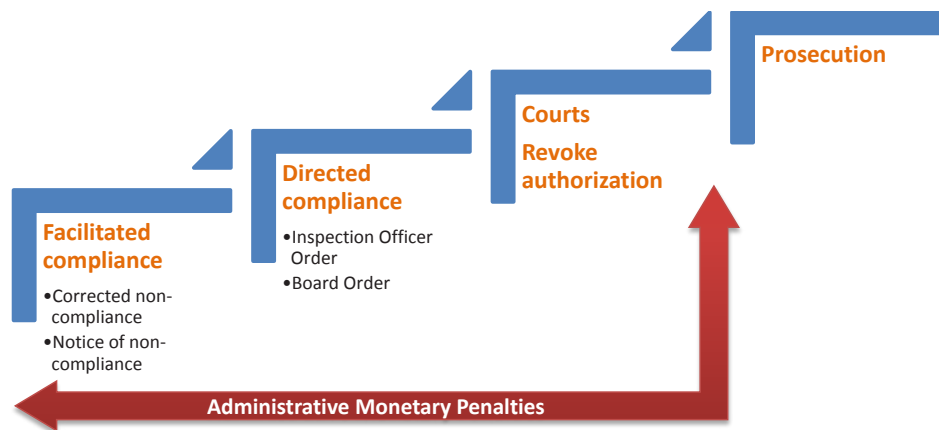 Facilitated
compliance
•Corrected non-
compliance
•Notice of non-
compliance
Directed
compliance
•Inspection Officer
Order
•Board Order
Courts
Revoke
authorization
Prosecution
Administrative Monetary Penalties